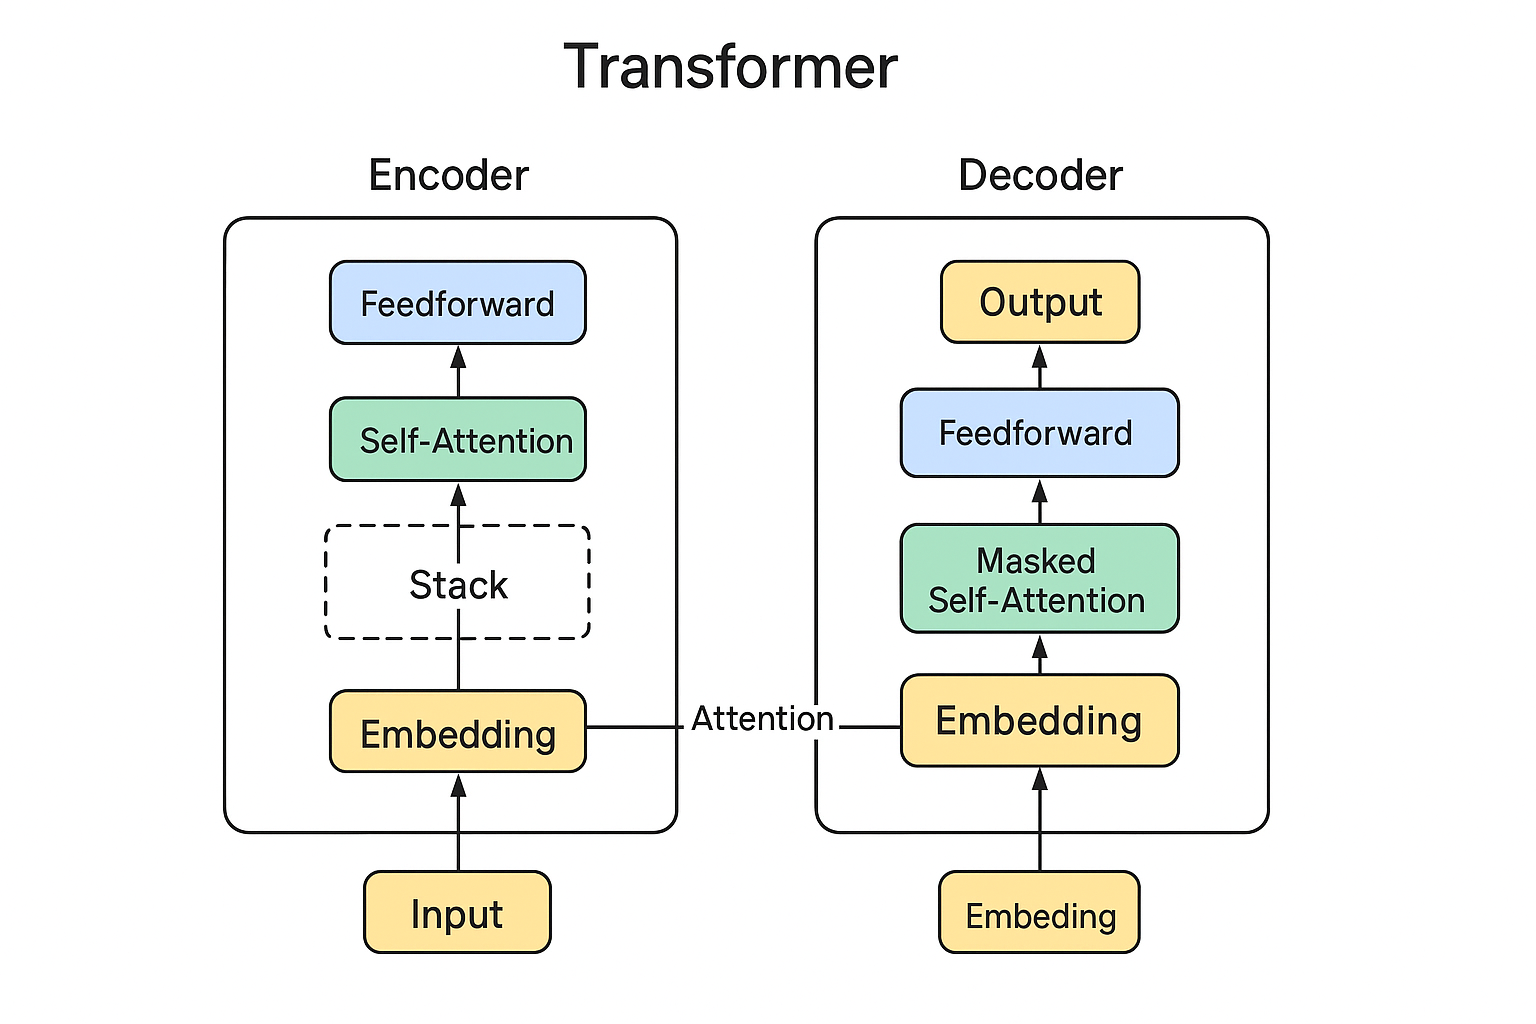 Transformer
Encoder
Feedforward
Self-Attention
Stack
Embedding
Input
Attention
Decoder
Output
Feedforward
Masked
Self-Attention
Embedding
Embeding